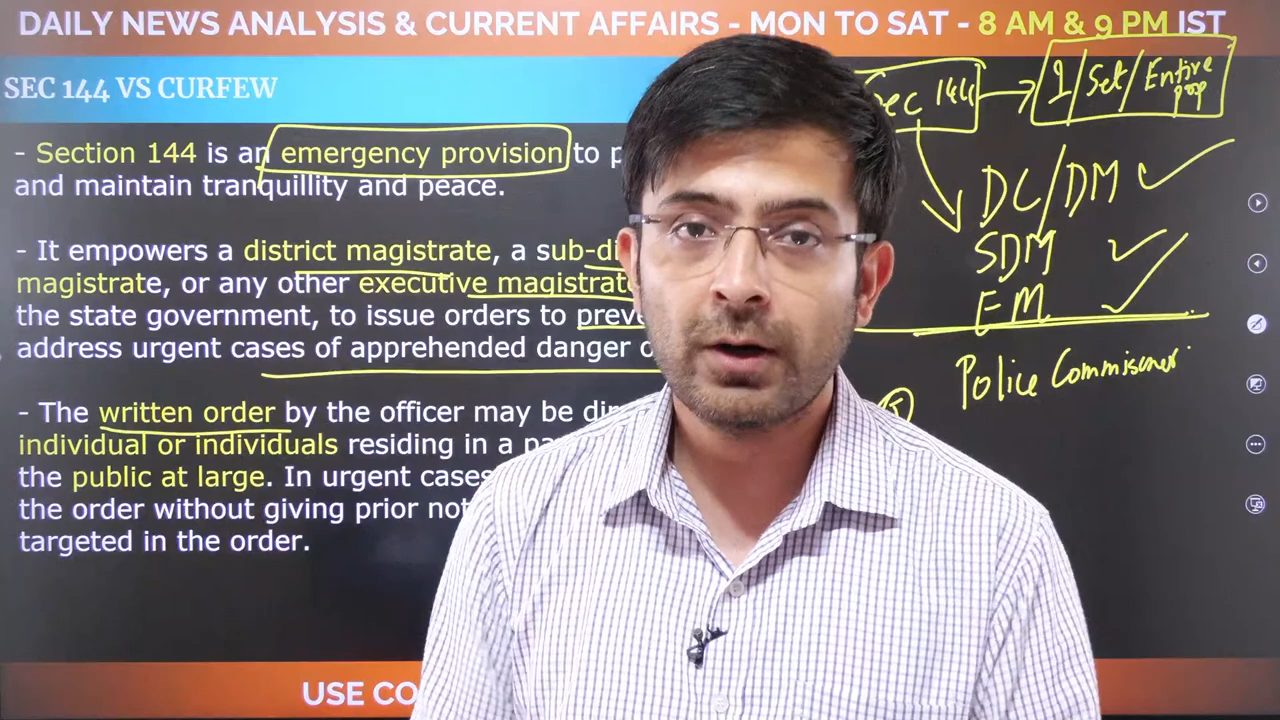 DAILY NEWS ANALYSIS & CURRENT AFFAIRS - MON TO SAT - 8 AM & 9 PM IST
SEC 144 VS CURFEW
- Section 144 is an emergency provision to p
and maintain tranquillity and peace.
- It empowers a district magistrate, a sub-di
magistrate, or any other executive magistrate
the state government, to issue orders to preve
address urgent cases of apprehended danger o
- The written order by the officer may be dir
individual or individuals residing in a pa
the public at large. In urgent cases
the order without giving prior not
targeted in the order.
USE CO
Sec 144 → 1/Set/Entire pop
DC/DM
SDM
EM
Police Commissioner